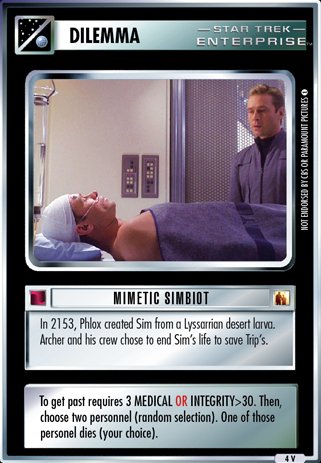 DILEMMA
STAR TREK
ENTERPRISE™
NOT ENDORSED BY CBS OR PARAMOUNT PICTURES
MIMETIC SIMBIOT
In 2153, Phlox created Sim from a Lyssarrian desert larva.
Archer and his crew chose to end Sim's life to save Trip's.
To get past requires 3 MEDICAL OR INTEGRITY>30. Then,
choose two personnel (random selection). One of those
personnel dies (your choice).
4 V